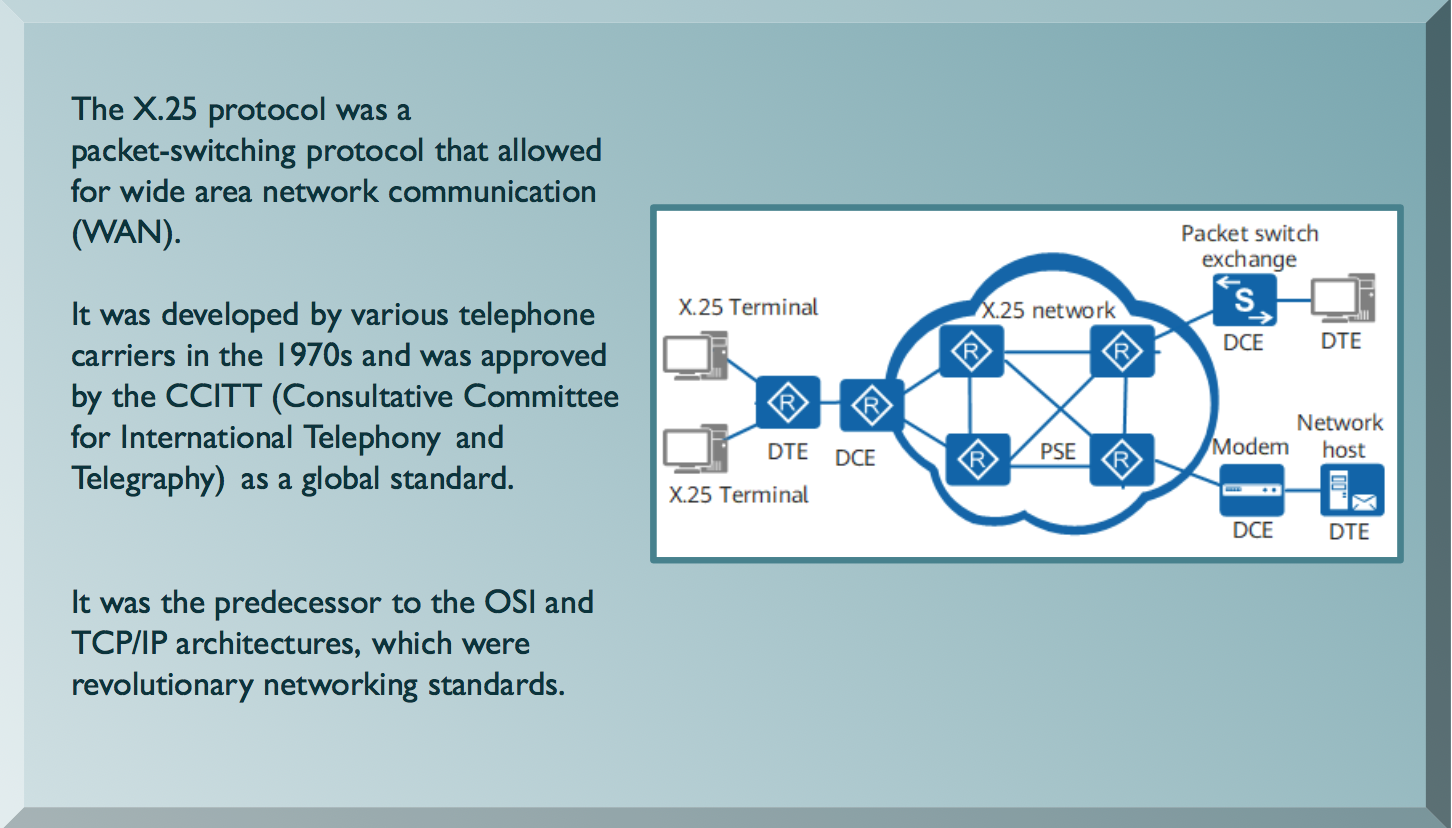 The X.25 protocol was a
packet-switching protocol that allowed
for wide area network communication
(WAN).
It was developed by various telephone
carriers in the 1970s and was approved
by the CCITT (Consultative Committee
for International Telephony and
Telegraphy) as a global standard.
It was the predecessor to the OSI and
TCP/IP architectures, which were
revolutionary networking standards.
X.25 Terminal
X.25 Terminal
R
DTE
R
DCE
X.25 network
R
R
R
PSE
R
Packet switch
exchange
S
DCE
DTE
Modem
DCE
Network
host
DTE